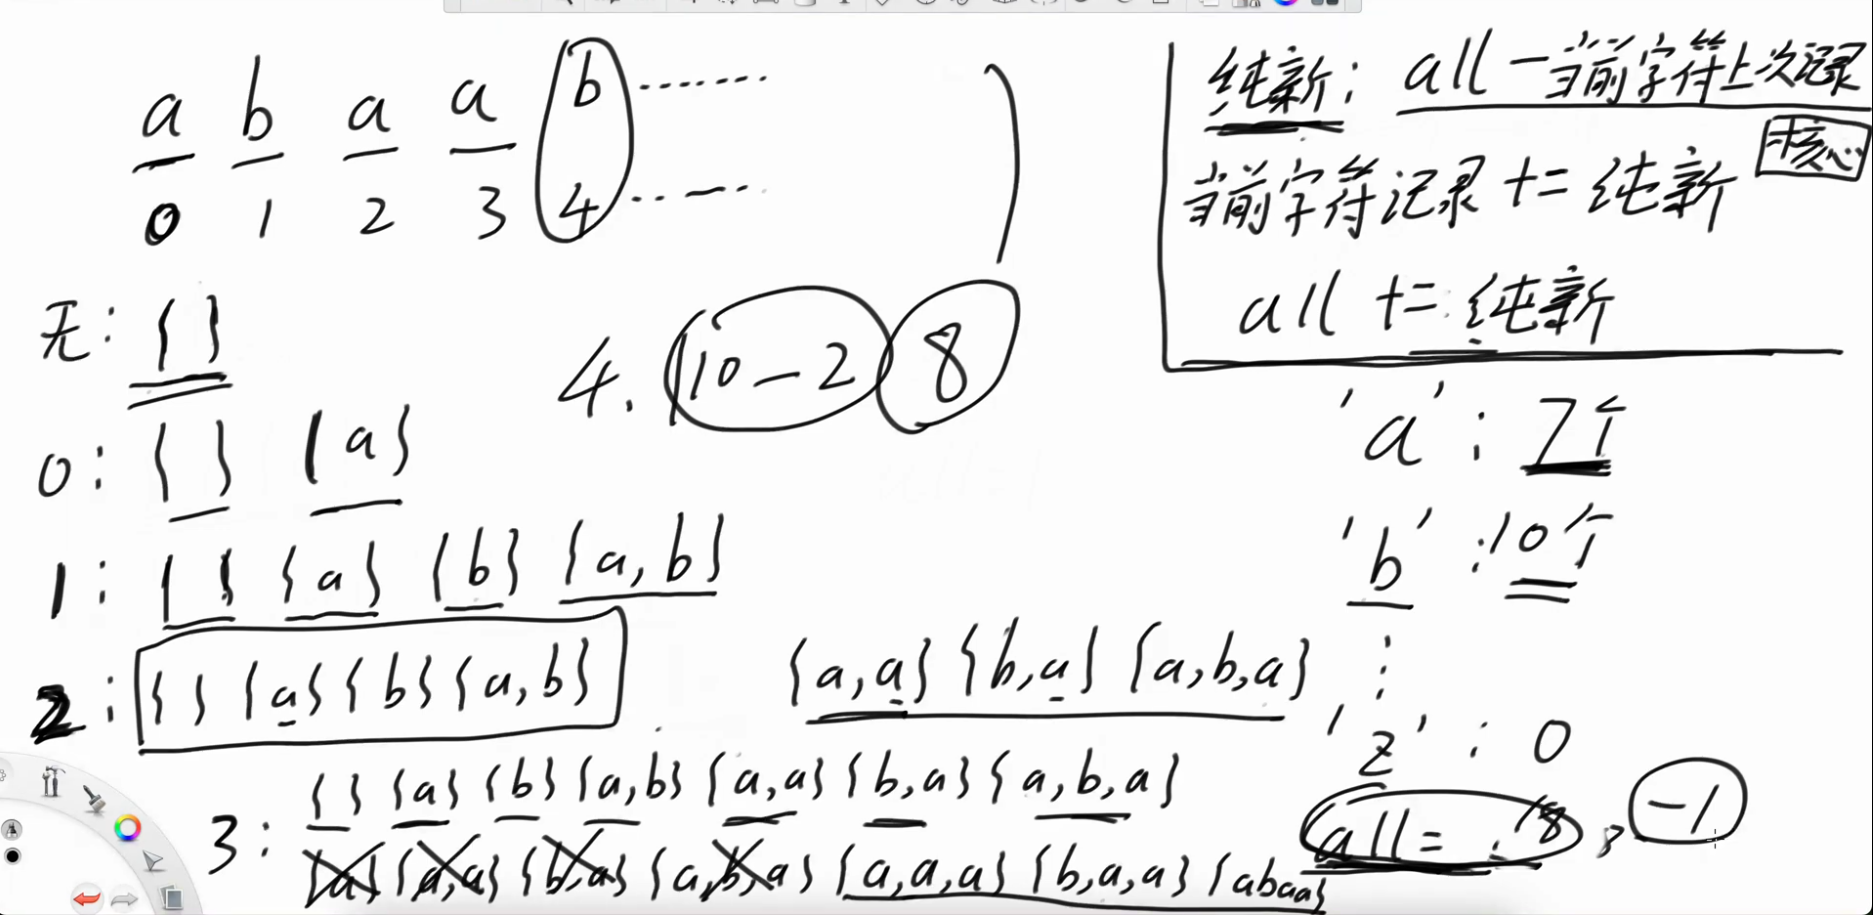 a b a a b
0 1 2 3 4
纯新: all - 当前字符上次记录
核心
当前字符记录 += 纯新
all += 纯新
无: { }
4. 10 - 2 8
0: { } {a}
'a': 7个
1: { } {a} {b} {a, b}
'b': 10个
2: { } {a} {b} {a, b} {a, a} {b, a} {a, b, a}
'z': 0
3: { } {a} {b} {a, b} {a, a} {b, a} {a, b, a}
{a} {a, a} {b, a} {a, b, a} {a, a, a} {b, a, a} {abaa}
all = 18, -1